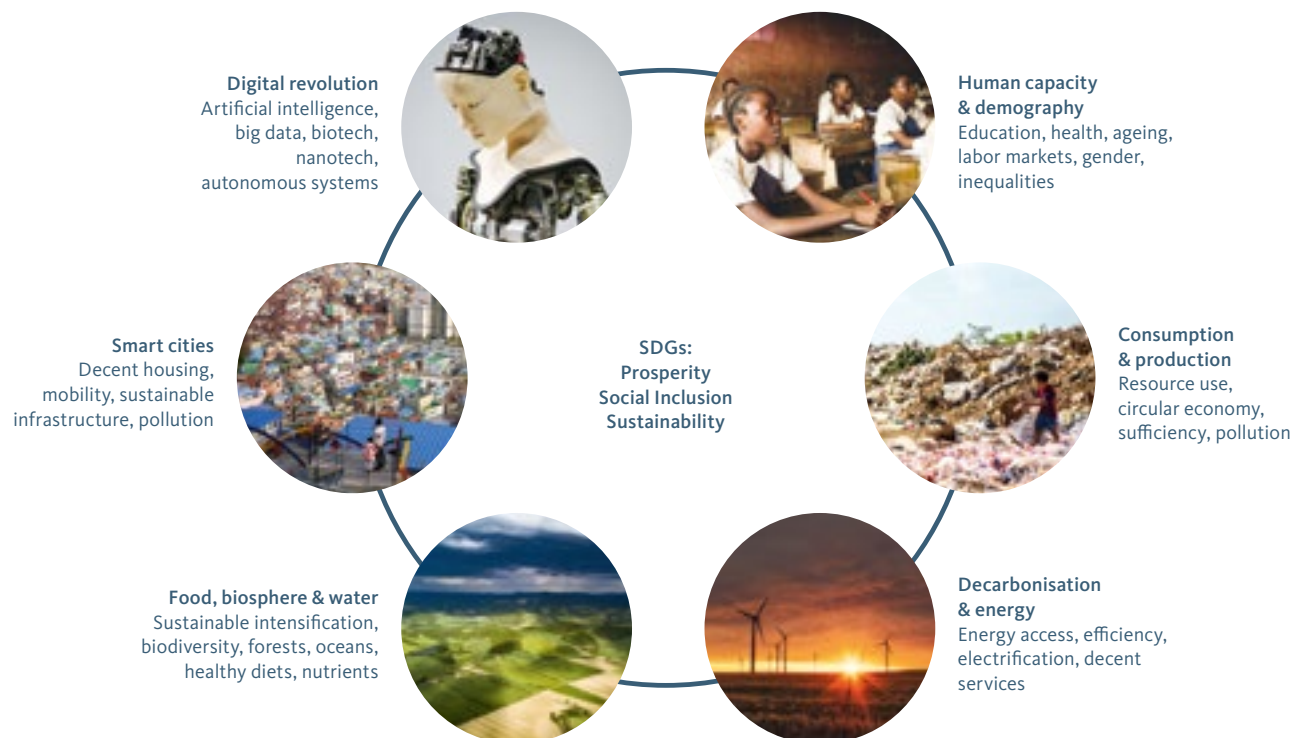 Digital revolution
Artificial intelligence,
big data, biotech,
nanotech,
autonomous systems
Human capacity
& demography
Education, health, ageing,
labor markets, gender,
inequalities
Smart cities
Decent housing,
mobility, sustainable
infrastructure, pollution
SDGs:
Prosperity
Social Inclusion
Sustainability
Consumption
& production
Resource use,
circular economy,
sufficiency, pollution
Food, biosphere & water
Sustainable intensification,
biodiversity, forests, oceans,
healthy diets, nutrients
Decarbonisation
& energy
Energy access, efficiency,
electrification, decent
services